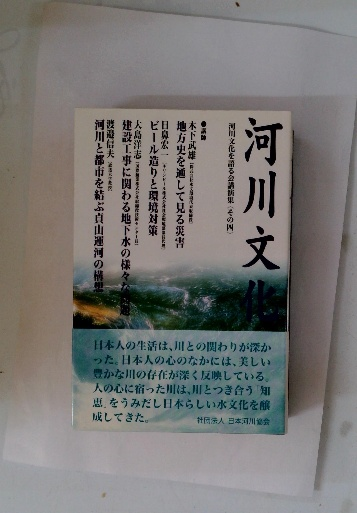 河川文化
河川文化を語る会講演集〈その四〉
●講師
木下武雄
地方史を通して見る災害
目黒宏一
ビール造りと環境対策
大島洋志
建設工事に関わる地下水の様々な
渡邉信夫
河川と都市を結ぶ貞山運河の構想
日本人の生活は、川との関わりが深か
った。日本人の心のなかには、美しい
豊かな川の存在が深く反映している。
人の心に宿った川は、川とつき合う「知
恵」をうみだし日本らしい水文化を醸
成してきた。
社団法人 日本河川協会